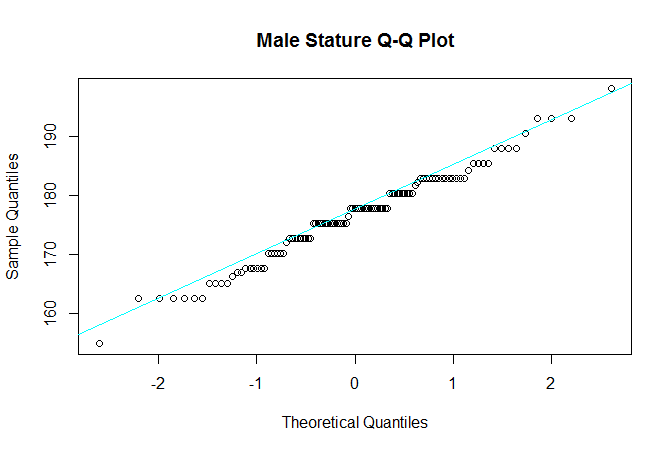 Male Stature Q-Q Plot
Sample Quantiles
190
180
170
160
-2 -1 0 1 2
Theoretical Quantiles